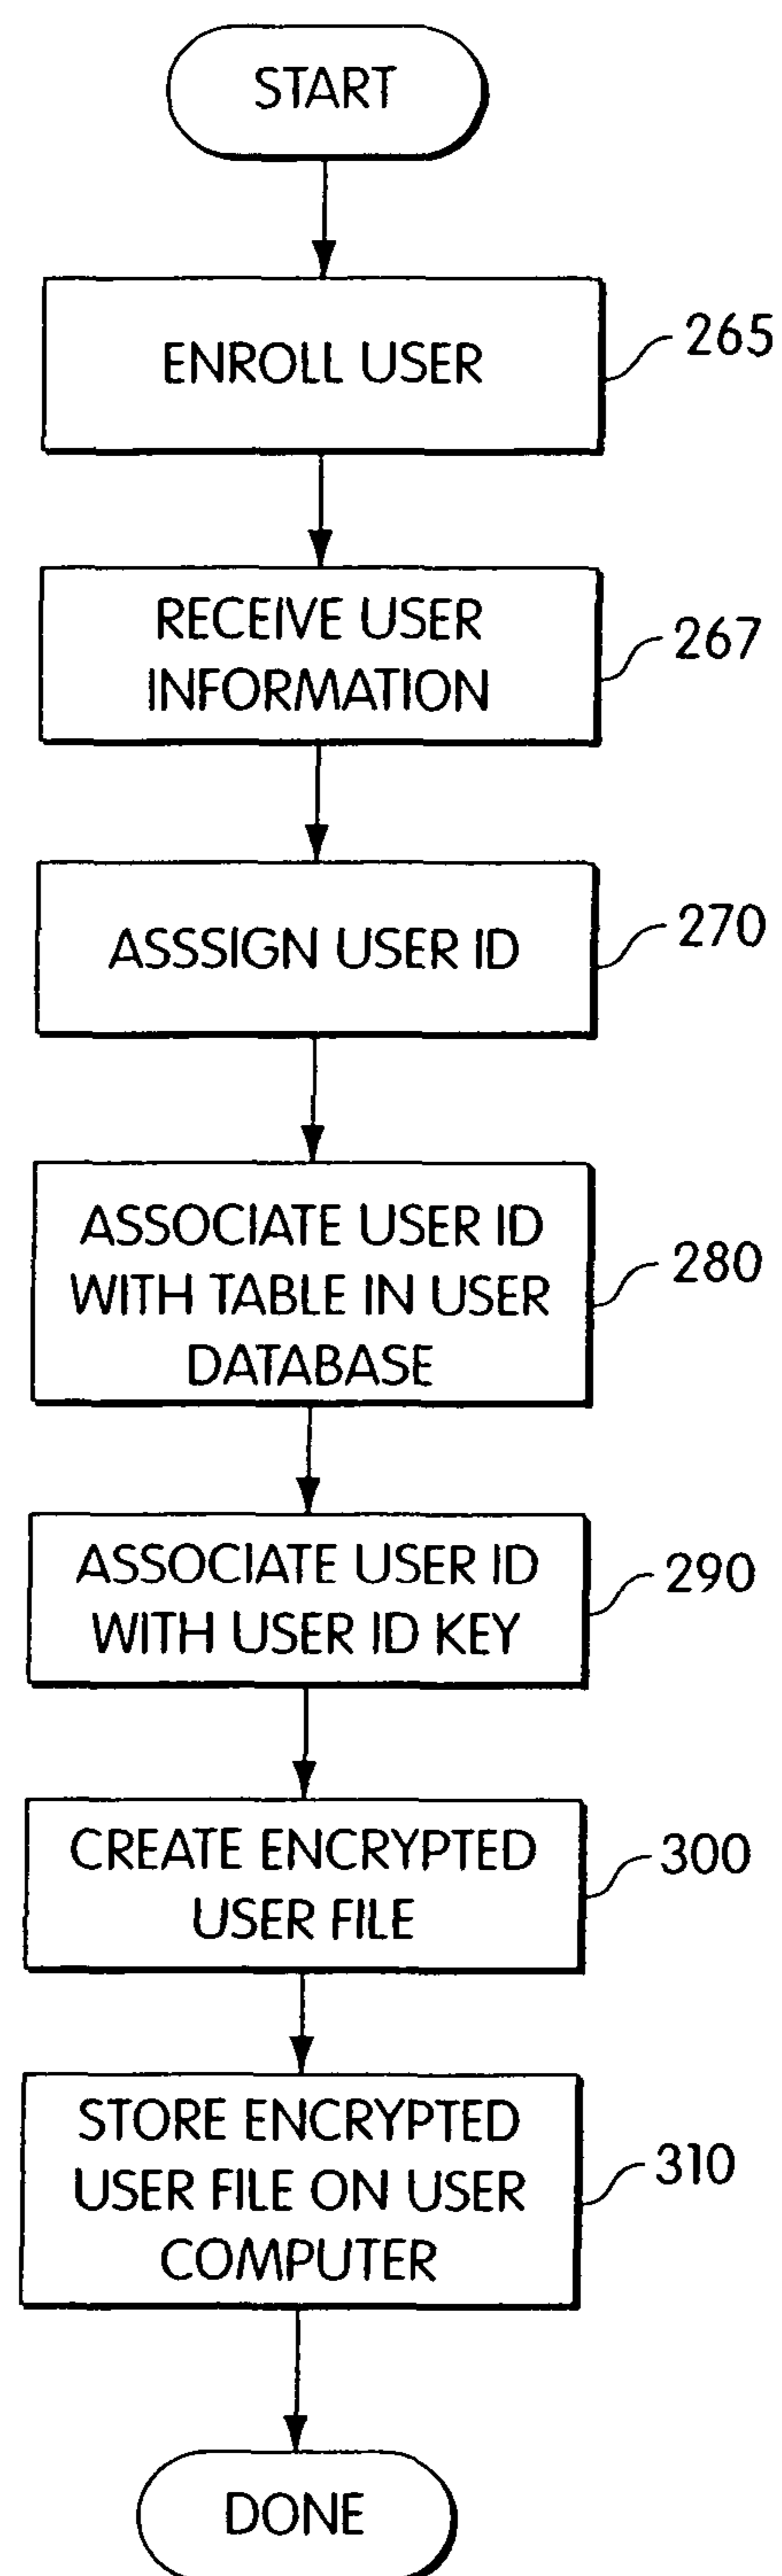 START
ENROLL USER
265
RECEIVE USER
INFORMATION
267
ASSSIGN USER ID
270
ASSOCIATE USER ID
WITH TABLE IN USER
DATABASE
280
ASSOCIATE USER ID
WITH USER ID KEY
290
CREATE ENCRYPTED
USER FILE
300
STORE ENCRYPTED
USER FILE ON USER
COMPUTER
310
DONE